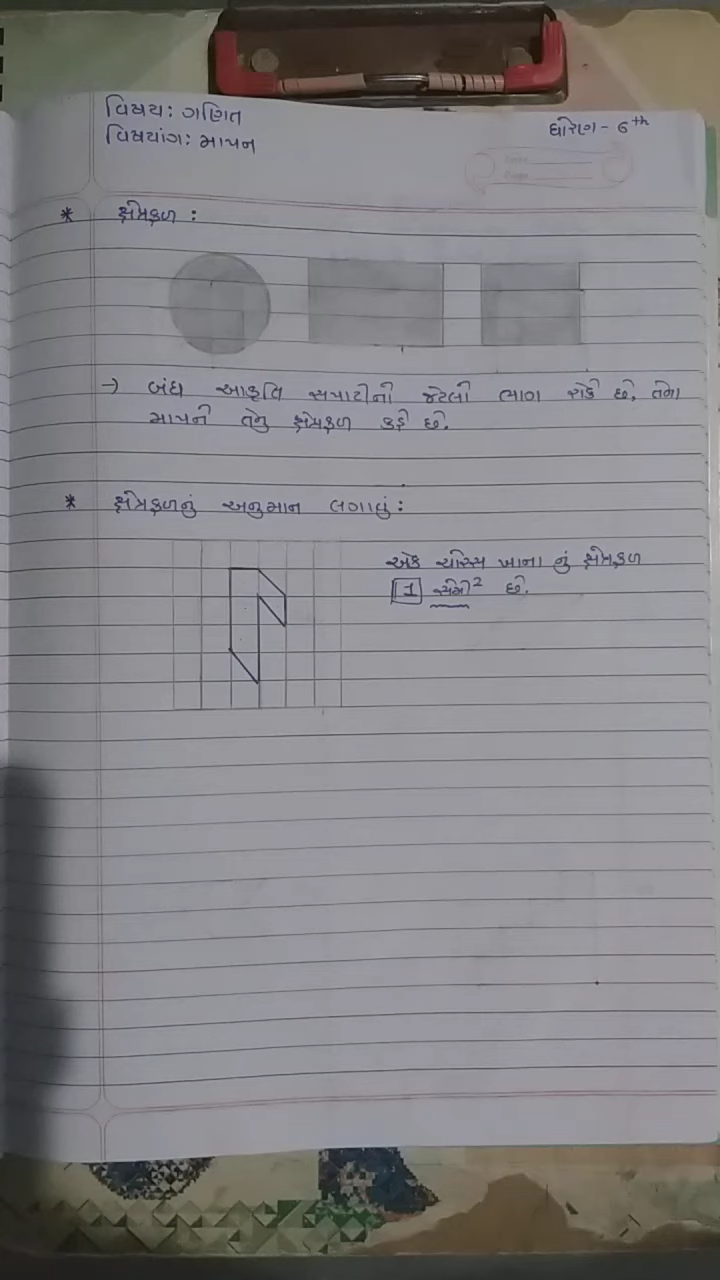 વિષય: ગણિત
વિષયાંગ: માપન
ધોરણ - 6th
* ક્ષેત્રફળ :
→ બંધ આકૃતિ સપાટીની જેટલો ભાગ રોકે છે, તેના
માપને તેનુ ક્ષેત્રફળ કહે છે.
* ક્ષેત્રફળનું અનુમાન લગાવું :
એક ચોરસ ખાના નું ક્ષેત્રફળ
1 સેમી² છે.